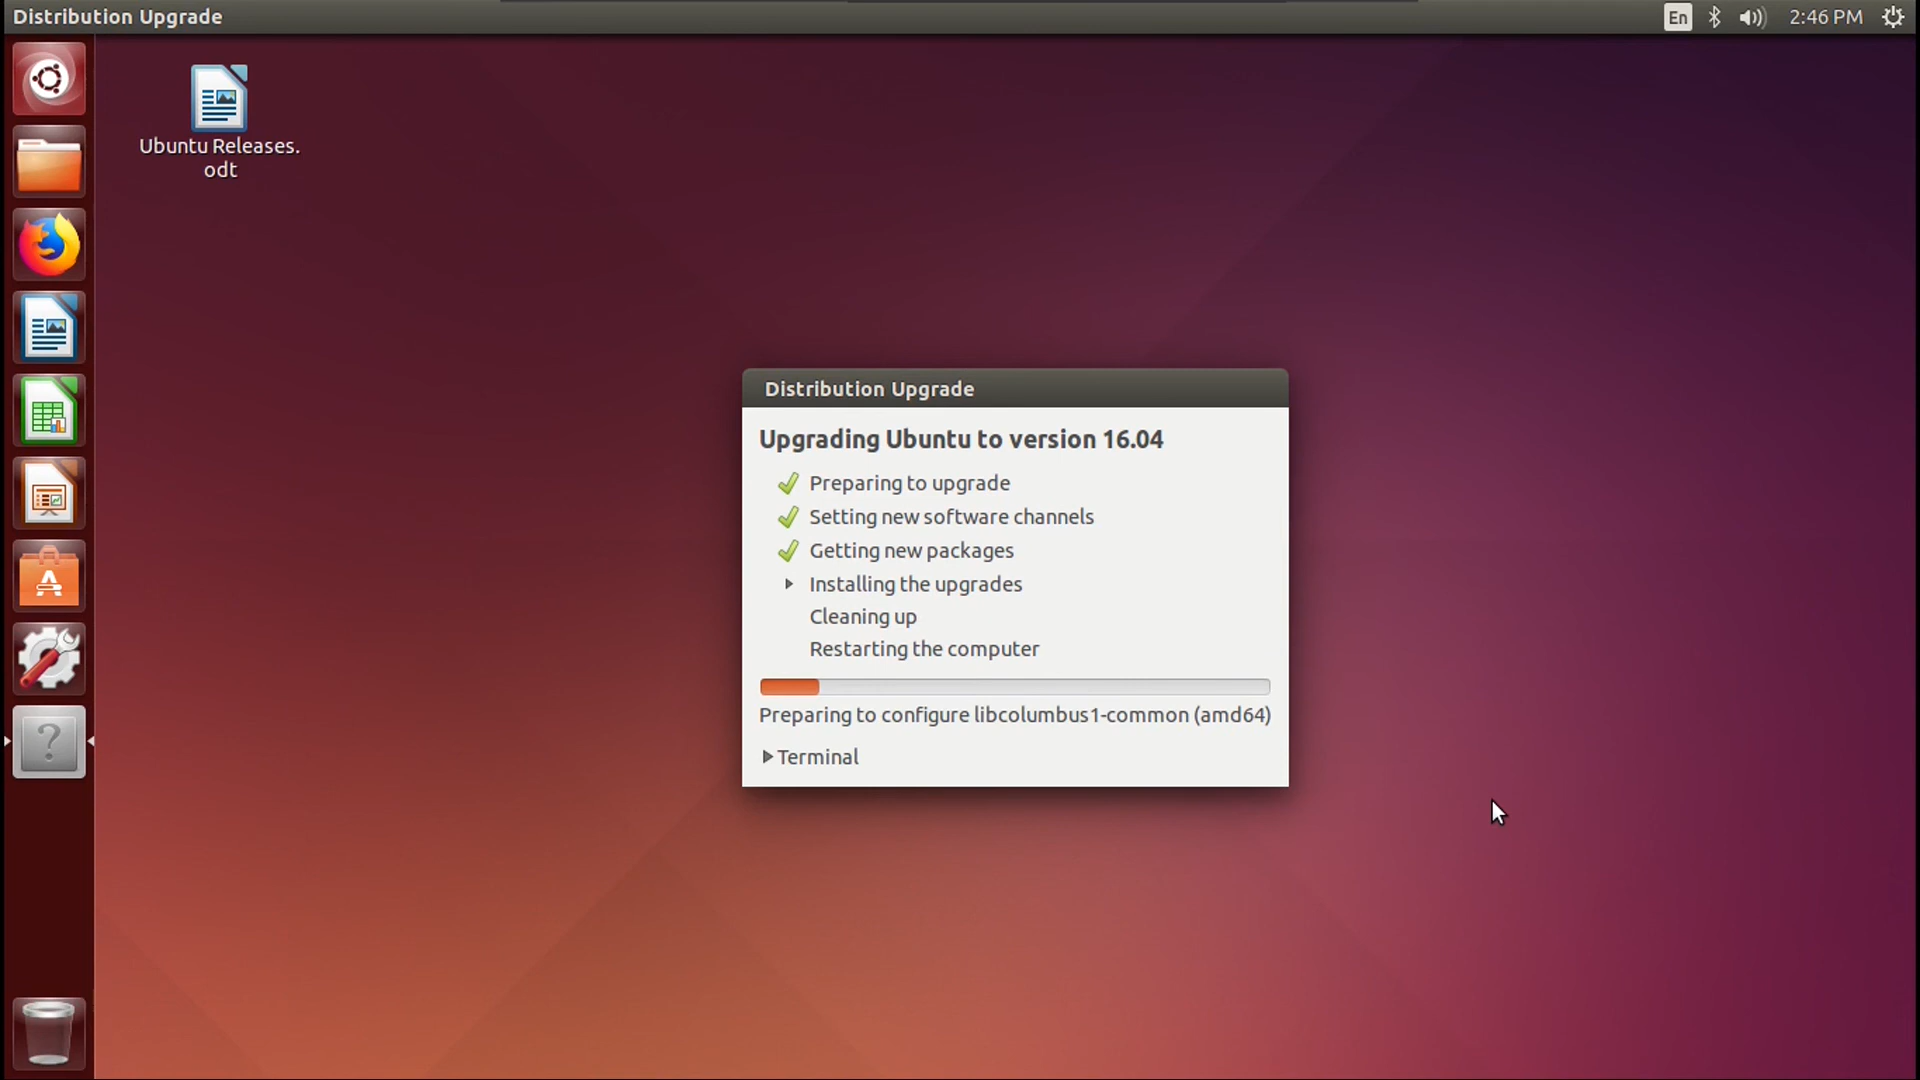 Distribution Upgrade
En
2:46 PM
Ubuntu Releases.
odt
Distribution Upgrade
Upgrading Ubuntu to version 16.04
Preparing to upgrade
Setting new software channels
Getting new packages
Installing the upgrades
Cleaning up
Restarting the computer
Preparing to configure libcolumbus1-common (amd64)
Terminal